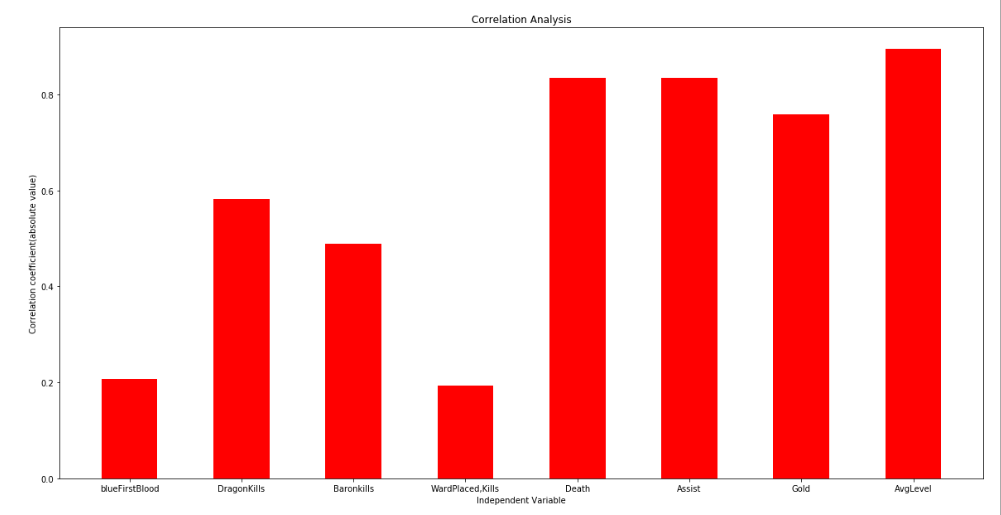 Correlation Analysis
Correlation coefficient(absolute value)
0.8
0.6
0.4
0.2
0.0
blueFirstBlood DragonKills Baronkills WardPlaced,Kills Death Assist Gold AvgLevel
Independent Variable